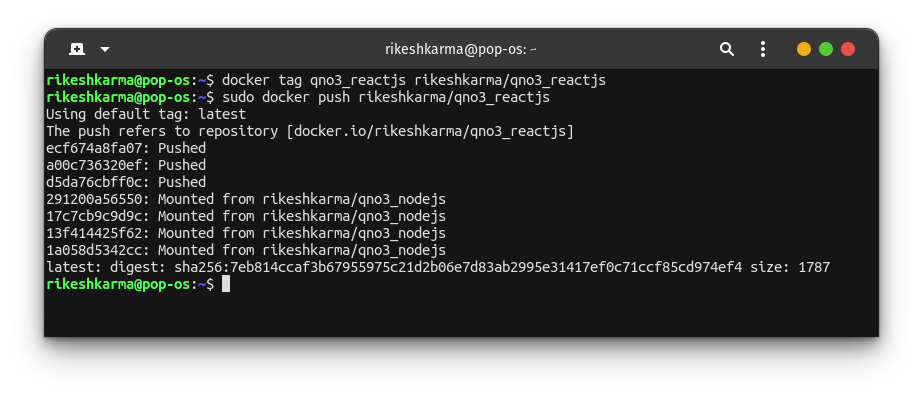 rikeshkarma@pop-os: ~
rikeshkarma@pop-os:~$ docker tag qno3_reactjs rikeshkarma/qno3_reactjs
rikeshkarma@pop-os:~$ sudo docker push rikeshkarma/qno3_reactjs
Using default tag: latest
The push refers to repository [docker.io/rikeshkarma/qno3_reactjs]
ecf674a8fa07: Pushed
a00c736320ef: Pushed
d5da76cbff0c: Pushed
291200a56550: Mounted from rikeshkarma/qno3_nodejs
17c7cb9c9d9c: Mounted from rikeshkarma/qno3_nodejs
13f414425f62: Mounted from rikeshkarma/qno3_nodejs
1a058d5342cc: Mounted from rikeshkarma/qno3_nodejs
latest: digest: sha256:7eb814ccaf3b67955975c21d2b06e7d83ab2995e31417ef0c71ccf85cd974ef4 size: 1787
rikeshkarma@pop-os:~$